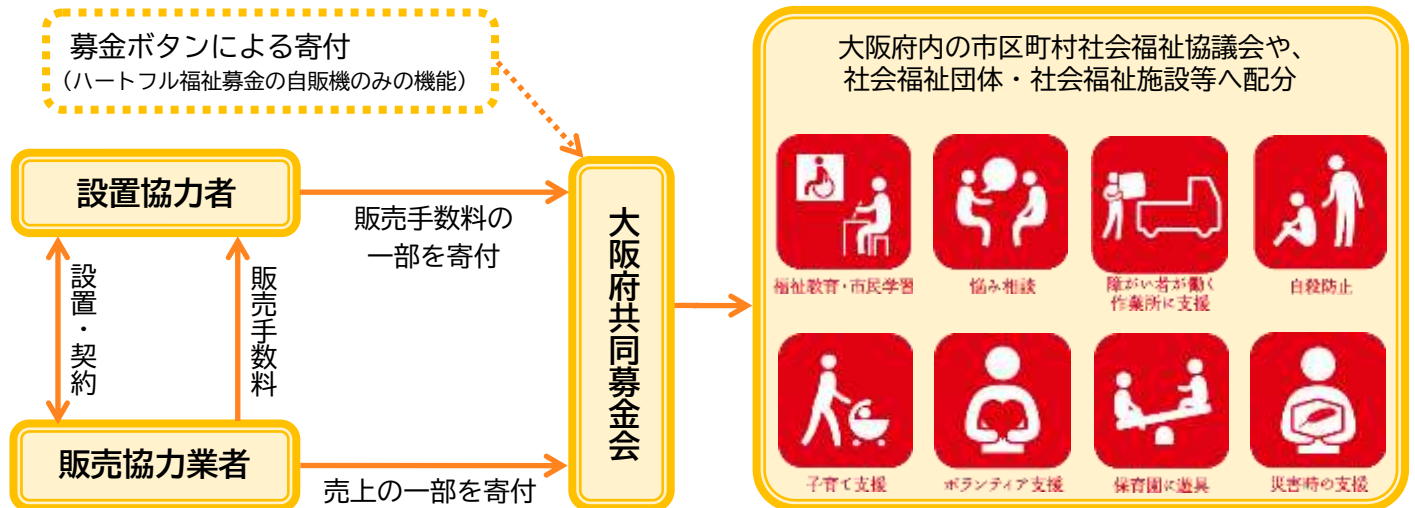 募金ボタンによる寄付
（ハートフル福祉募金の自販機のみの機能）
設置協力者
販売手数料の
一部を寄付
設置・契約
販売手数料
販売協力業者
売上の一部を寄付
大阪府共同募金会
大阪府内の市区町村社会福祉協議会や、
社会福祉団体・社会福祉施設等へ配分
福祉教育・市民学習
悩み相談
障がい者が働く
作業所に支援
自殺防止
子育て支援
ボランティア支援
保育園に遊具
災害時の支援